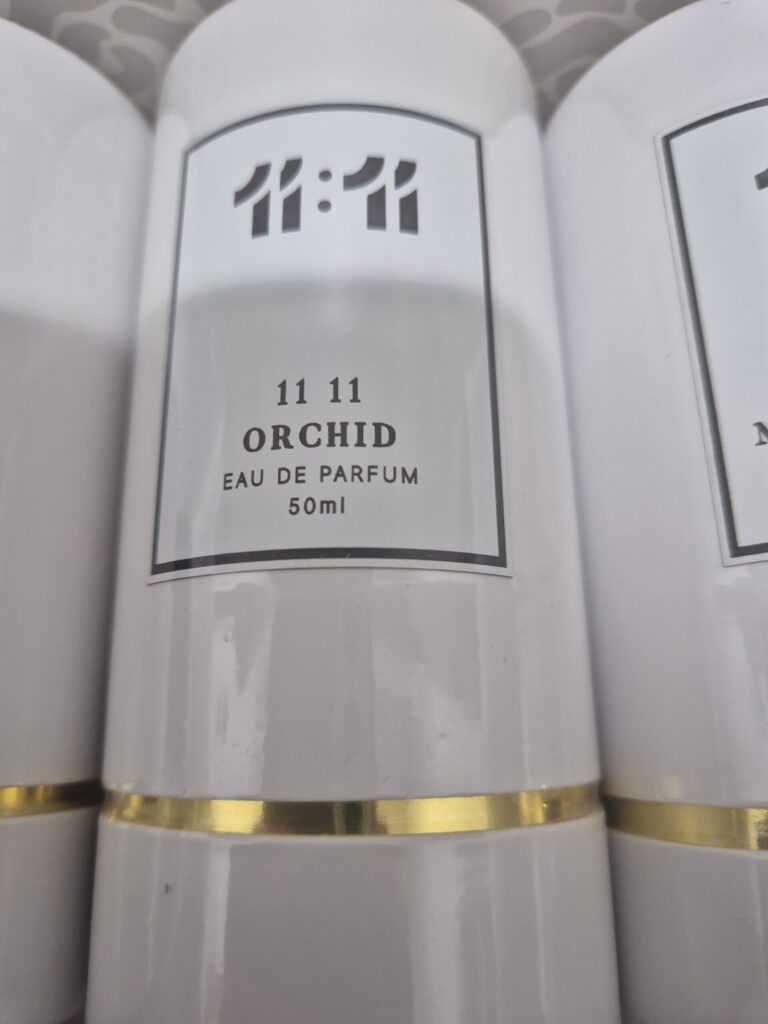 11:11
11 11
ORCHID
EAU DE PARFUM
50ml